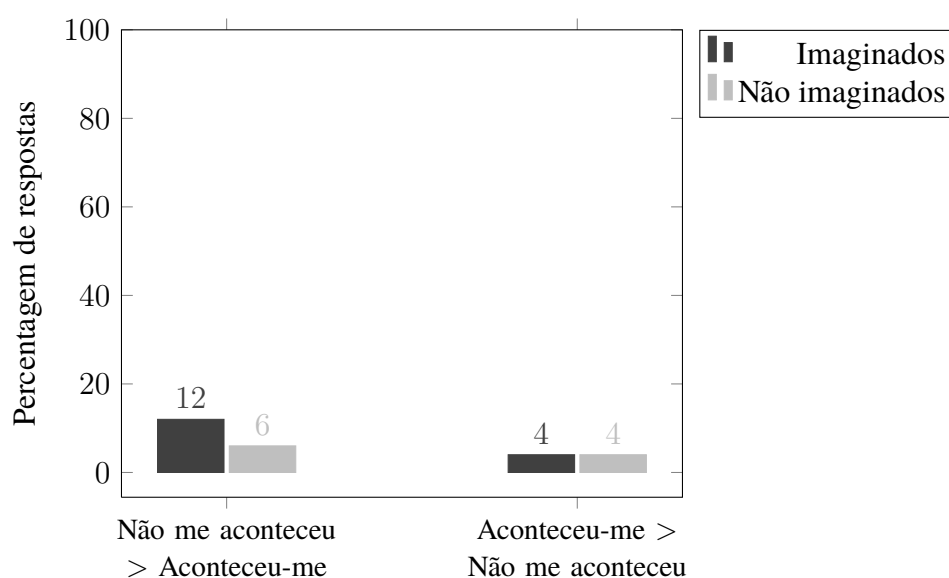 100
80
60
40
20
0
Percentagem de respostas
12
6
4
4
Não me aconteceu
> Aconteceu-me
Aconteceu-me >
Não me aconteceu
Imaginados
Não imaginados